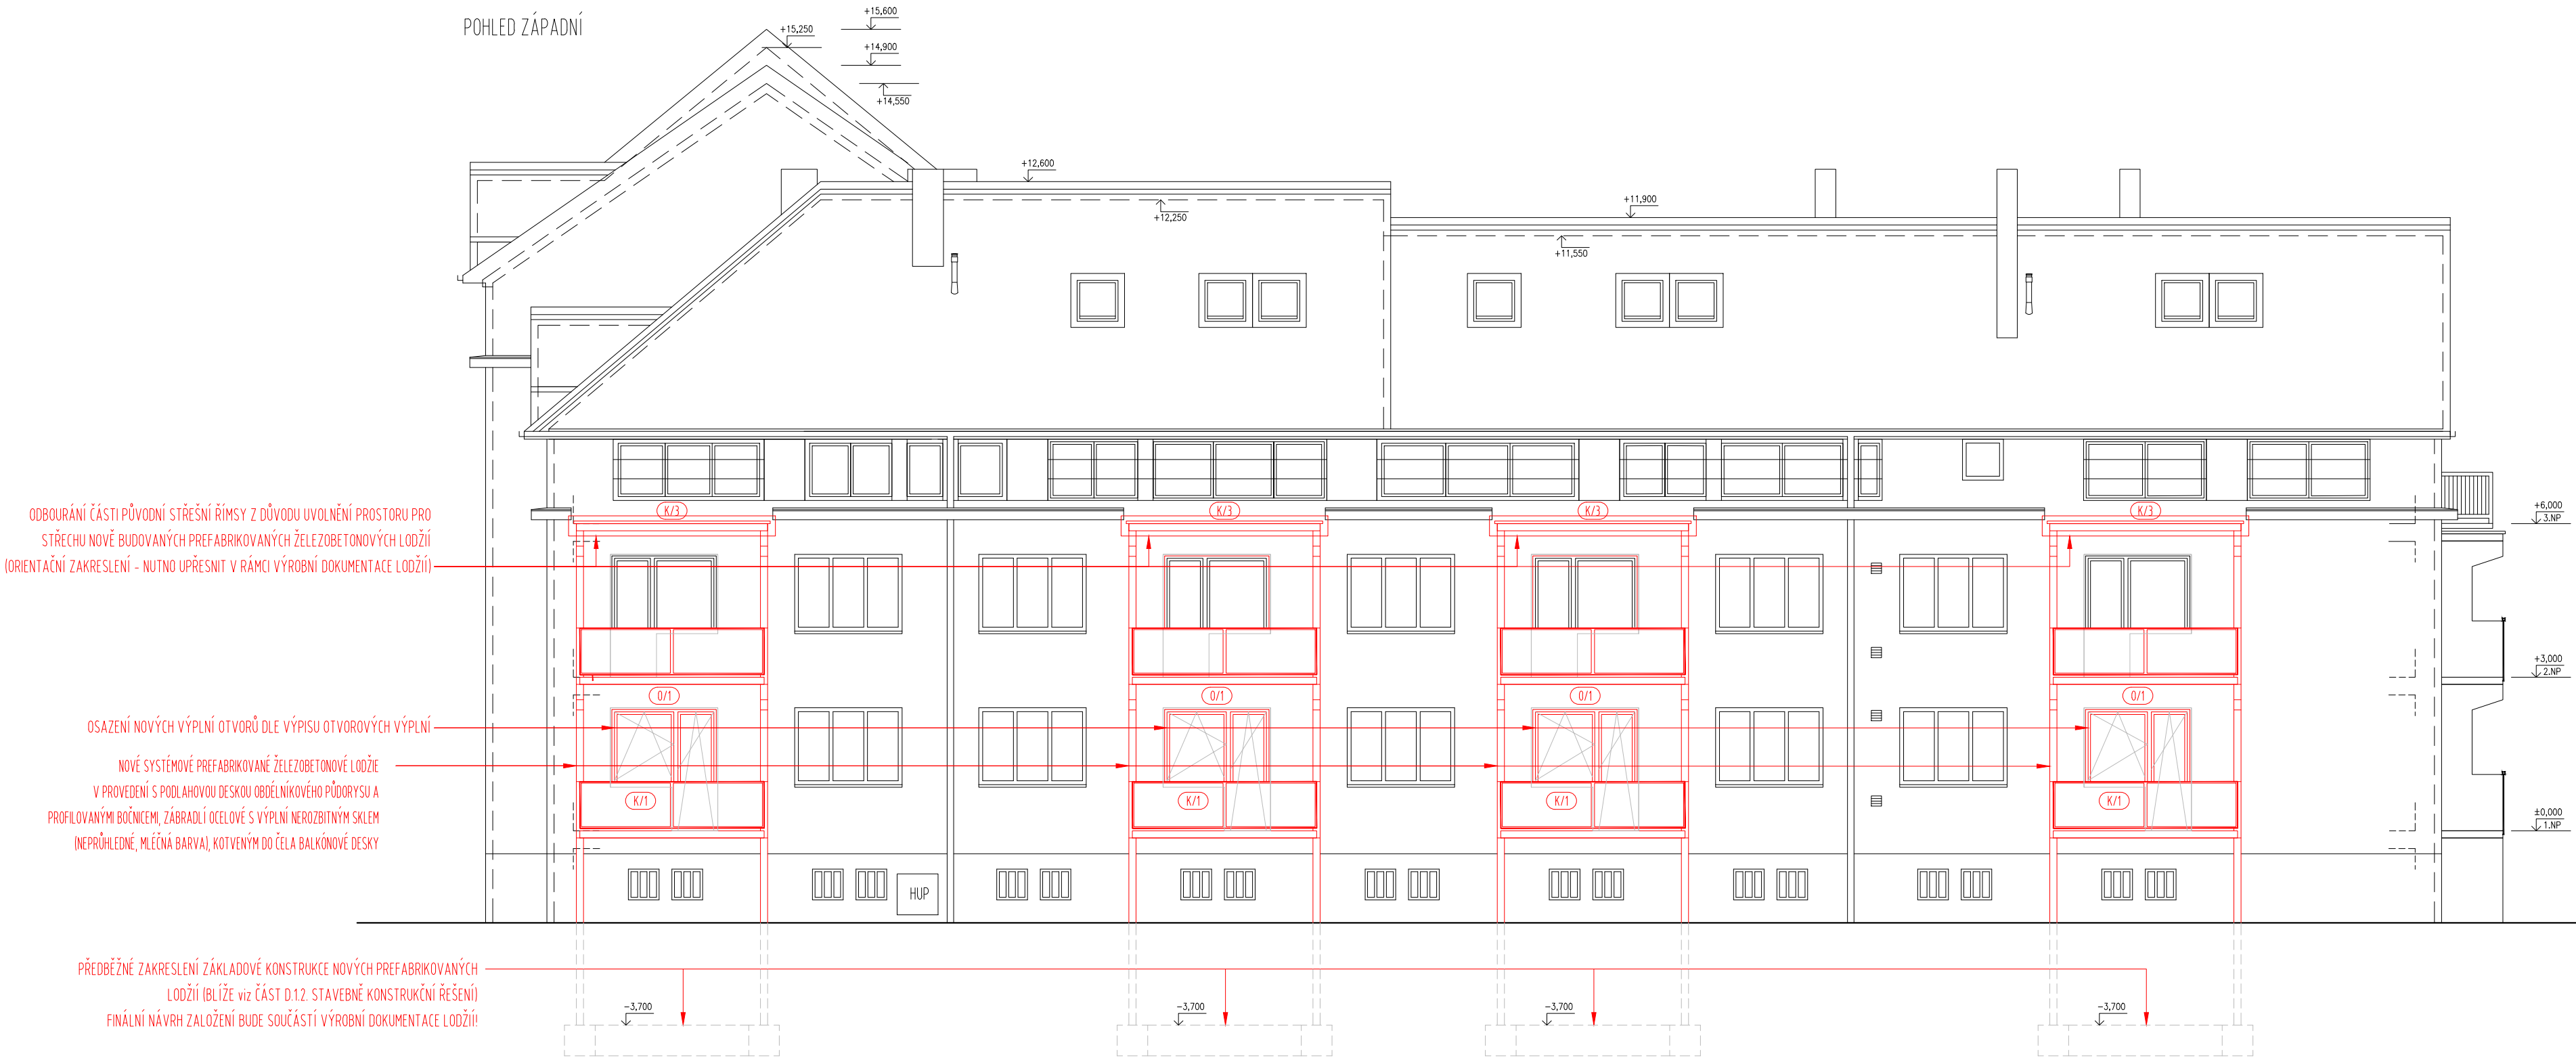 POHLED ZÁPADNÍ
+15,600
+15,250
+14,900
+14,550
+12,600
+12,250
+11,900
+11,550
ODBOURÁNÍ ČÁSTI PŮVODNÍ STŘEŠNÍ ŘÍMSY Z DŮVODU UVOLNĚNÍ PROSTORU PRO
STŘECHU NOVĚ BUDOVANÝCH PREFABRIKOVANÝCH ŽELEZOBETONOVÝCH LODŽIÍ
(ORIENTAČNÍ ZAKRESLENÍ - NUTNO UPŘESNIT V RÁMCI VÝROBNÍ DOKUMENTACE LODŽIÍ)
K/3
K/3
K/3
K/3
+6,000
3.NP
+3,000
2.NP
O/1
O/1
O/1
O/1
OSAZENÍ NOVÝCH VÝPLNÍ OTVORŮ DLE VÝPISU OTVOROVÝCH VÝPLNÍ
NOVÉ SYSTÉMOVÉ PREFABRIKOVANÉ ŽELEZOBETONOVÉ LODŽIE
V PROVEDENÍ S PODLAHOVOU DESKOU OBDÉLNÍKOVÉHO PŮDORYSU A
PROFILOVANÝMI BOČNICEMI, ZÁBRADLÍ OCELOVÉ S VÝPLNÍ NEROZBITNÝM SKLEM
(NEPRŮHLEDNÉ, MLÉČNÁ BARVA), KOTVENÝM DO ČELA BALKÓNOVÉ DESKY
K/1
K/1
K/1
K/1
±0,000
1.NP
HUP
PŘEDBĚŽNÉ ZAKRESLENÍ ZÁKLADOVÉ KONSTRUKCE NOVÝCH PREFABRIKOVANÝCH
LODŽIÍ (BLÍŽE viz ČÁST D.1.2. STAVEBNĚ KONSTRUKČNÍ ŘEŠENÍ)
FINÁLNÍ NÁVRH ZALOŽENÍ BUDE SOUČÁSTÍ VÝROBNÍ DOKUMENTACE LODŽIÍ!
-3,700
-3,700
-3,700
-3,700